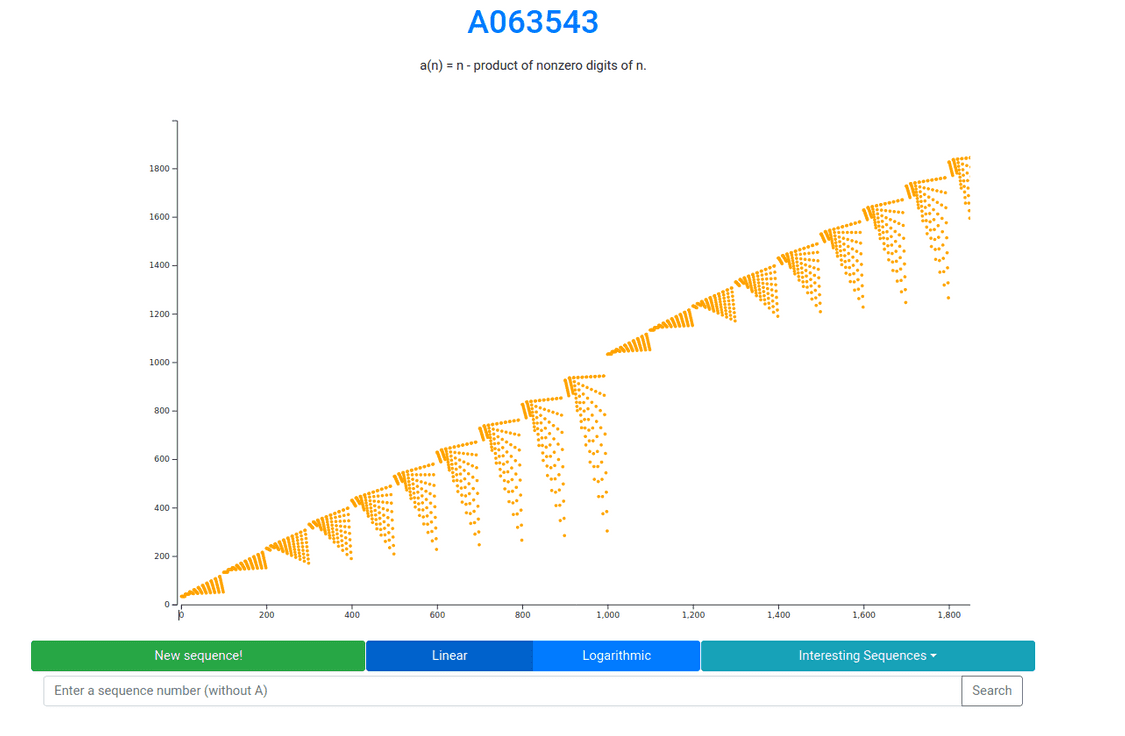 A063543
a(n) = n - product of nonzero digits of n.
1800
1600
1400
1200
1000
800
600
400
200
0
0 200 400 600 800 1,000 1,200 1,400 1,600 1,800
New sequence! Linear Logarithmic Interesting Sequences
Enter a sequence number (without A) Search